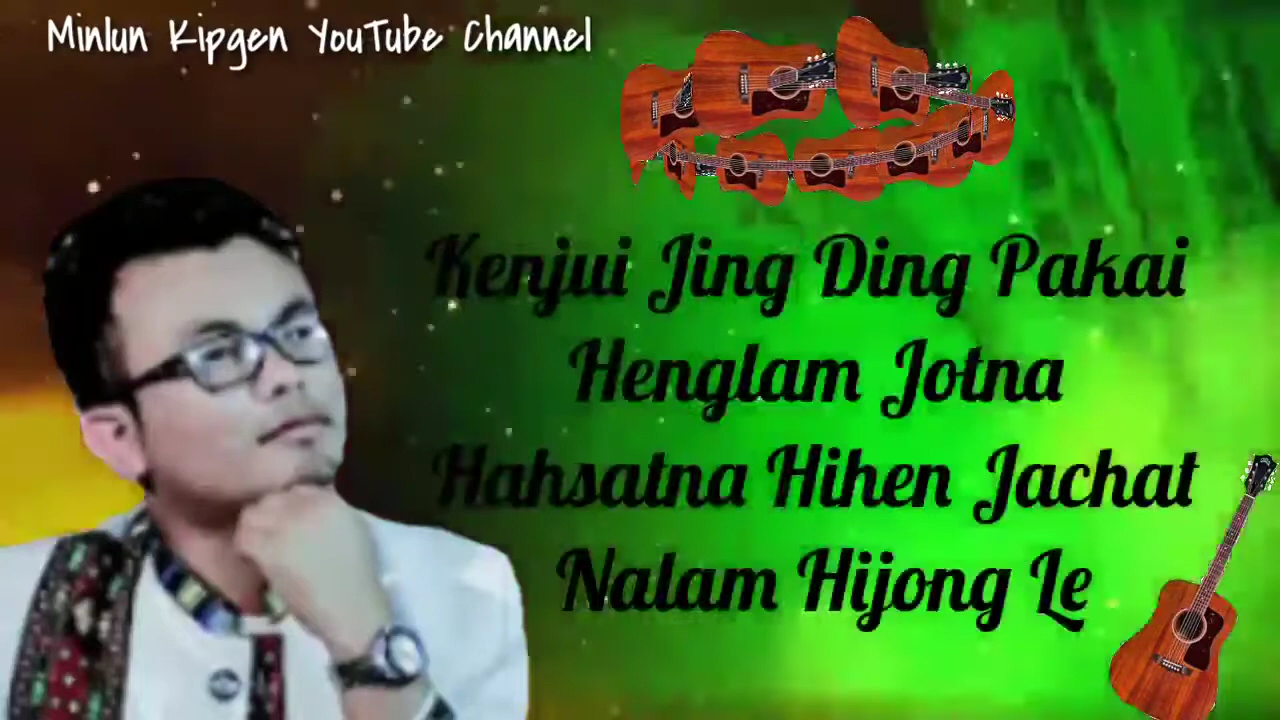 Minlun Kipgen YouTube Channel
Kenjui Jing Ding Pakai
Henglam Jotna
Hahsatna Hihen Jachat
Nalam Hijong Le